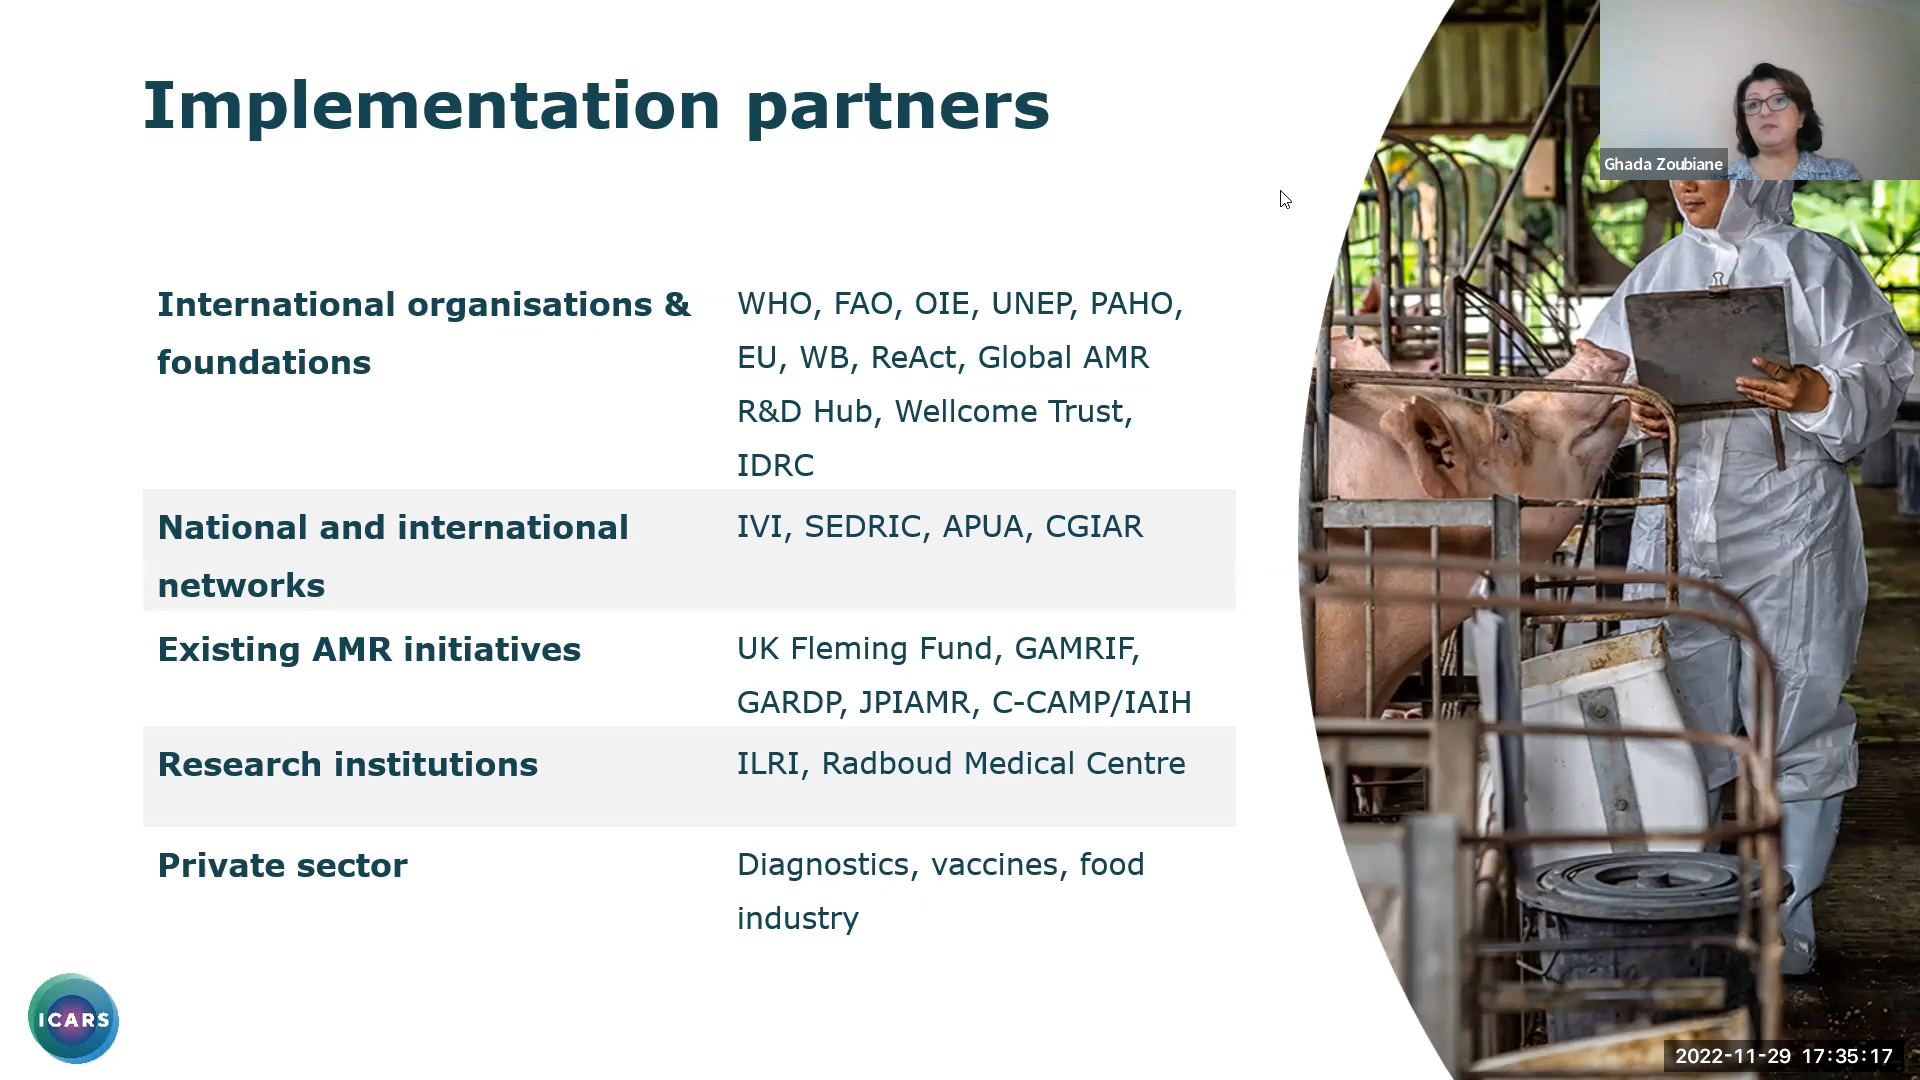 Implementation partners
Ghada Zoubiane
International organisations &
foundations
WHO, FAO, OIE, UNEP, PAHO,
EU, WB, ReAct, Global AMR
R&D Hub, Wellcome Trust,
IDRC
National and international
networks
IVI, SEDRIC, APUA, CGIAR
Existing AMR initiatives
UK Fleming Fund, GAMRIF,
GARDP, JPIAMR, C-CAMP/IAIH
Research institutions
ILRI, Radboud Medical Centre
Private sector
Diagnostics, vaccines, food
industry
ICARS
2022-11-29 17:35:17